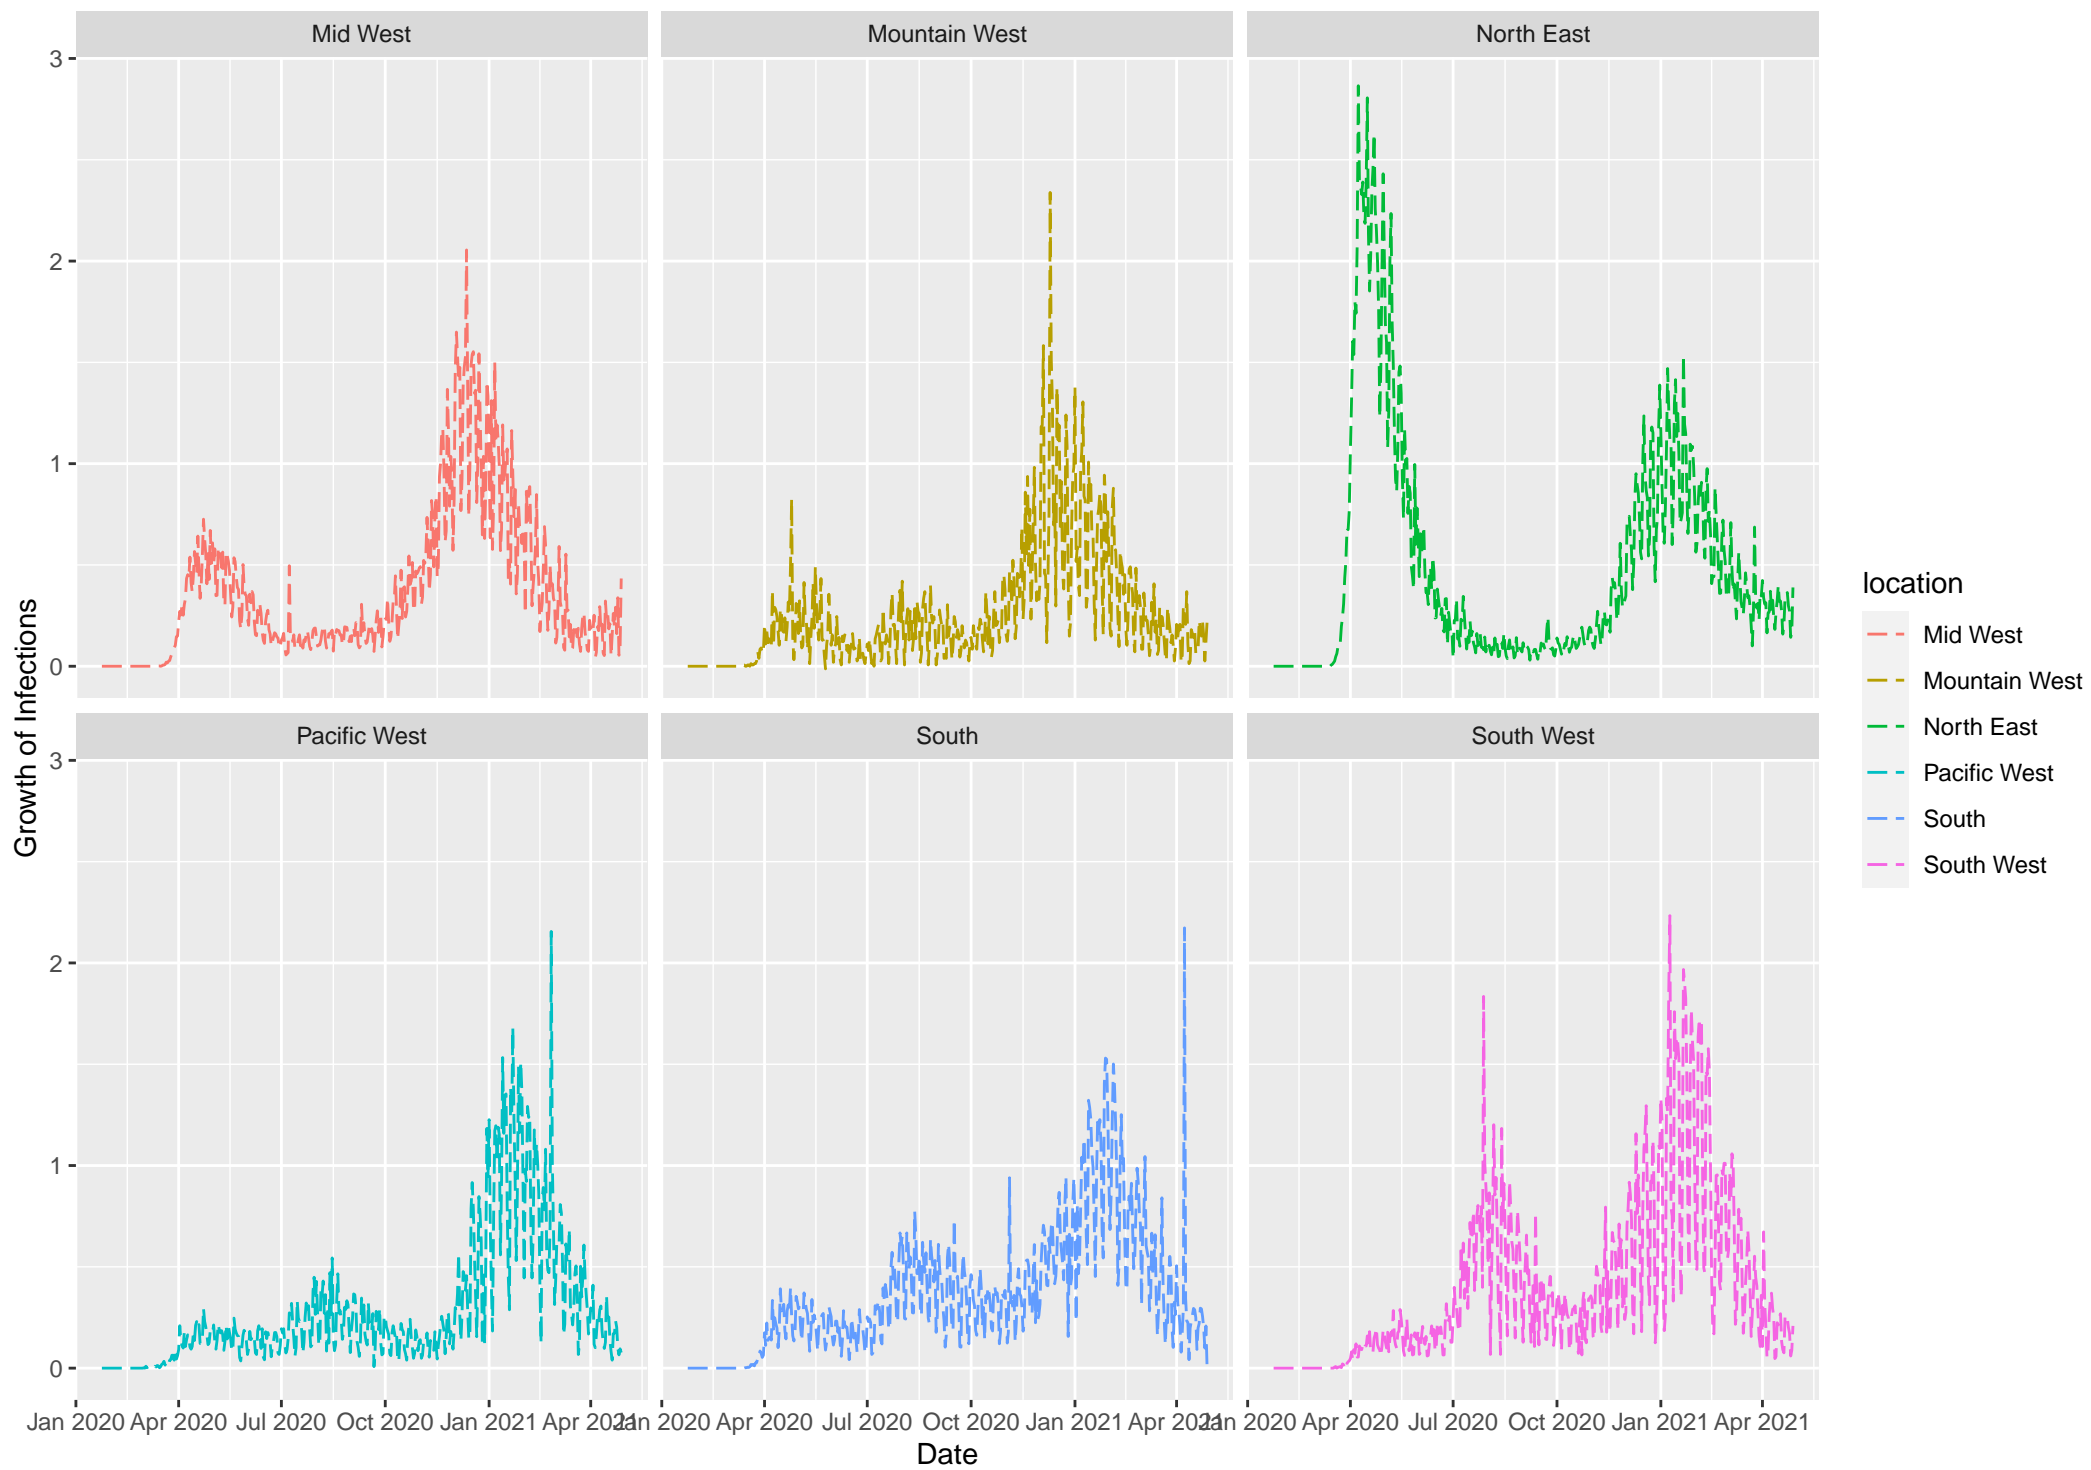 Mid West
Mountain West
North East
3
2
1
0
Pacific West
South
South West
3
2
1
0
Growth of Infections
Jan 2020 Apr 2020 Jul 2020 Oct 2020 Jan 2021 Apr 2021
Jan 2020 Apr 2020 Jul 2020 Oct 2020 Jan 2021 Apr 2021
Jan 2020 Apr 2020 Jul 2020 Oct 2020 Jan 2021 Apr 2021
Date
location
Mid West
Mountain West
North East
Pacific West
South
South West